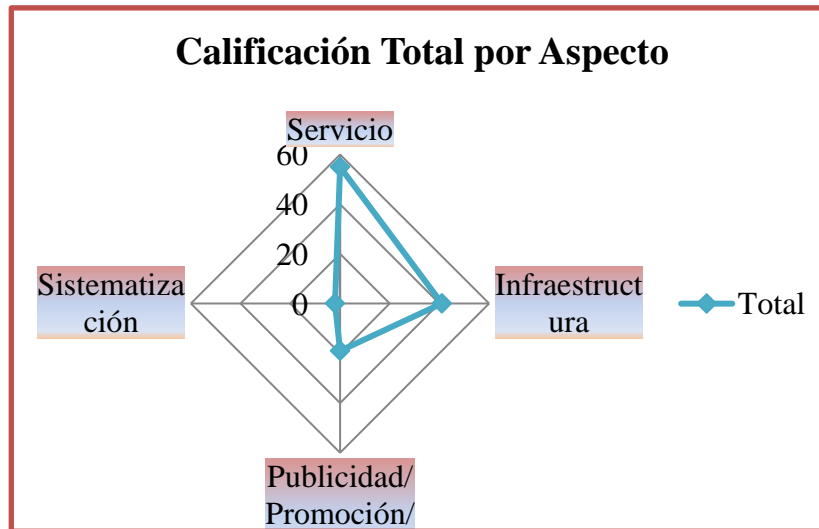 Calificación Total por Aspecto
Servicio
60
40
20
0
Sistematiza
ción
Infraestruct
ura
Total
Publicidad/
Promoción/